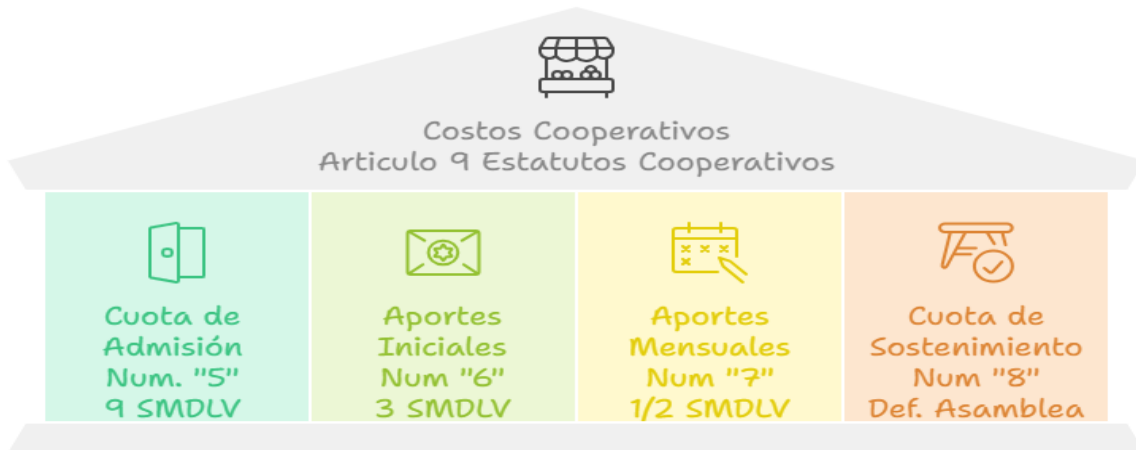 Costos Cooperativos
Articulo 9 Estatutos Cooperativos
Cuota de
Admisión
Num. "5"
9 SMDLV
Aportes
Iniciales
Num "6"
3 SMDLV
Aportes
Mensuales
Num "7"
1/2 SMDLV
Cuota de
Sostenimiento
Num "8"
Def. Asamblea